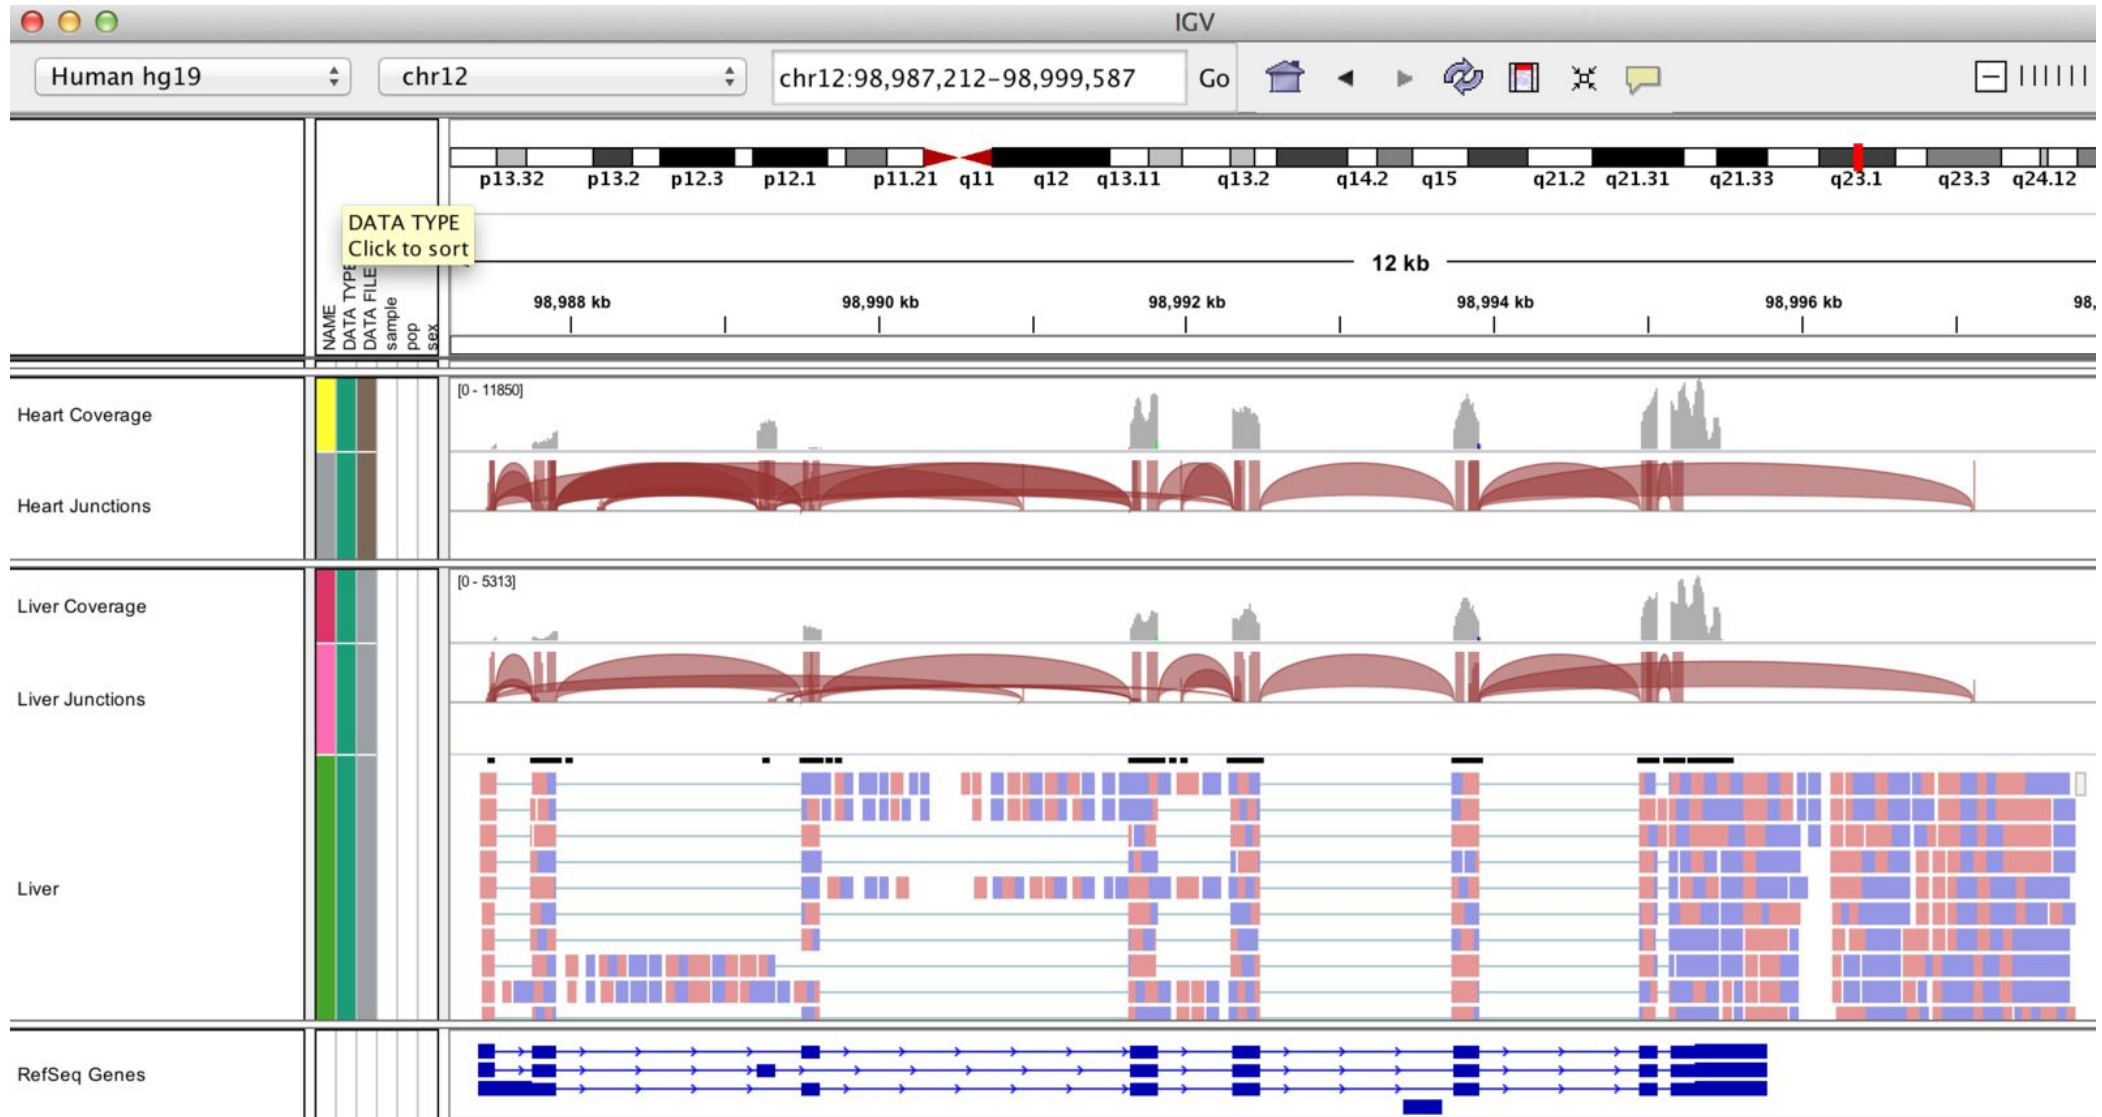 IGV
Human hg19 chr12 chr12:98,987,212-98,999,587 Go
p13.32 p13.2 p12.3 p12.1 p11.21 q11 q12 q13.11 q13.2 q14.2 q15 q21.2 q21.31 q21.33 q23.1 q23.3 q24.12
DATA TYPE
Click to sort
12 kb
98,988 kb 98,990 kb 98,992 kb 98,994 kb 98,996 kb 98,
NAME
DATA TYPE
DATA FILE
sample
pop
sex
[0 - 11850]
Heart Coverage
Heart Junctions
[0 - 5313]
Liver Coverage
Liver Junctions
Liver
RefSeq Genes